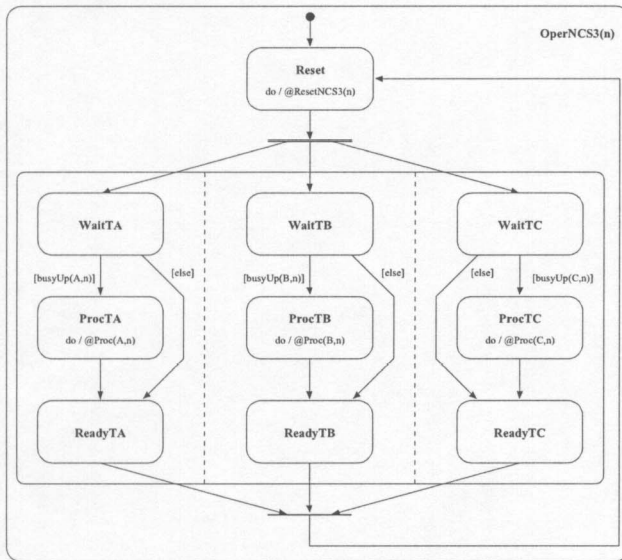 OperNCS3(n)
Reset
do / @ResetNCS3(n)
WaitTA
WaitTB
WaitTC
[busyUp(A,n)]
[else]
[busyUp(B,n)]
[else]
[else]
[busyUp(C,n)]
ProcTA
do / @Proc(A,n)
ProcTB
do / @Proc(B,n)
ProcTC
do / @Proc(C,n)
ReadyTA
ReadyTB
ReadyTC